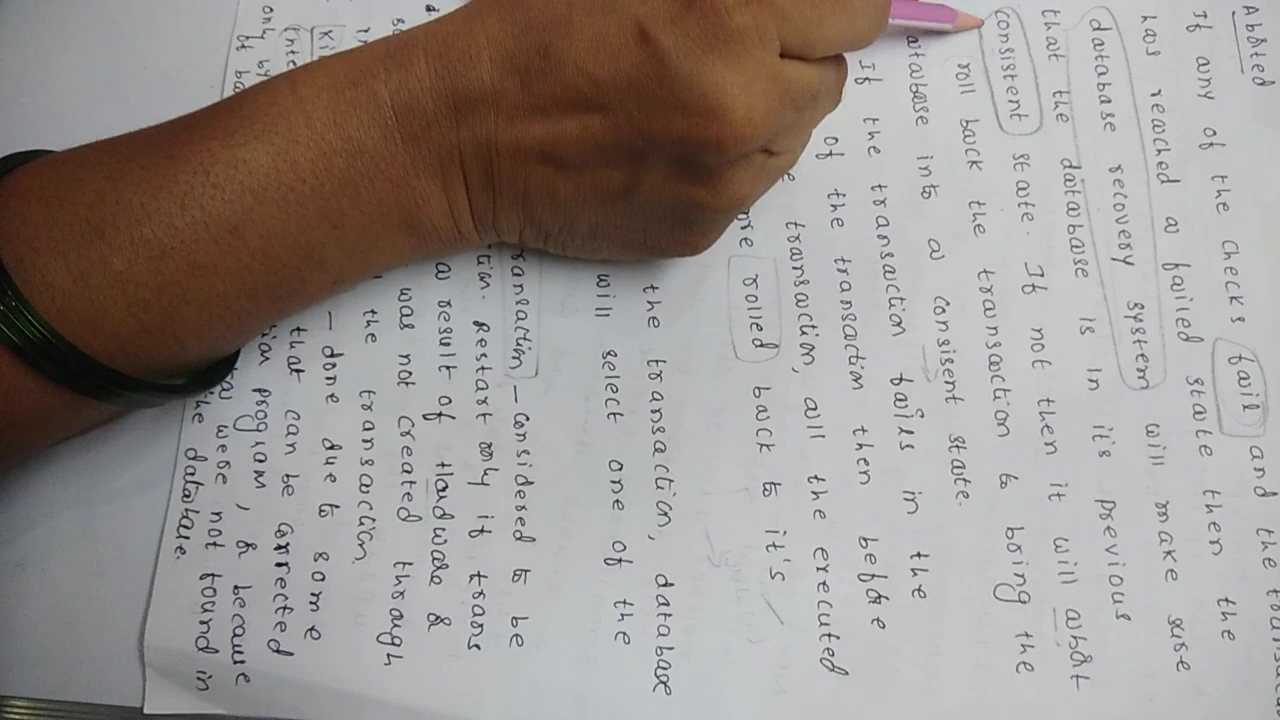 Aborted
If any of the checks fail and the
has reached a failed state then the
database recovery system will make sure
that the database is in it's previous
consistent state. If not then it will abort
roll back the transaction to bring the
database into a consistent state.
If the transaction fails in the
of the transaction then before
transaction, all the executed
rolled back to it's
the transaction, database
will select one of the
transaction - considered to be
Restart only if trans
a result of Hardware &
was not created through
the transaction.
- done due to some
that can be corrected
program, & because
were not found in
the database.